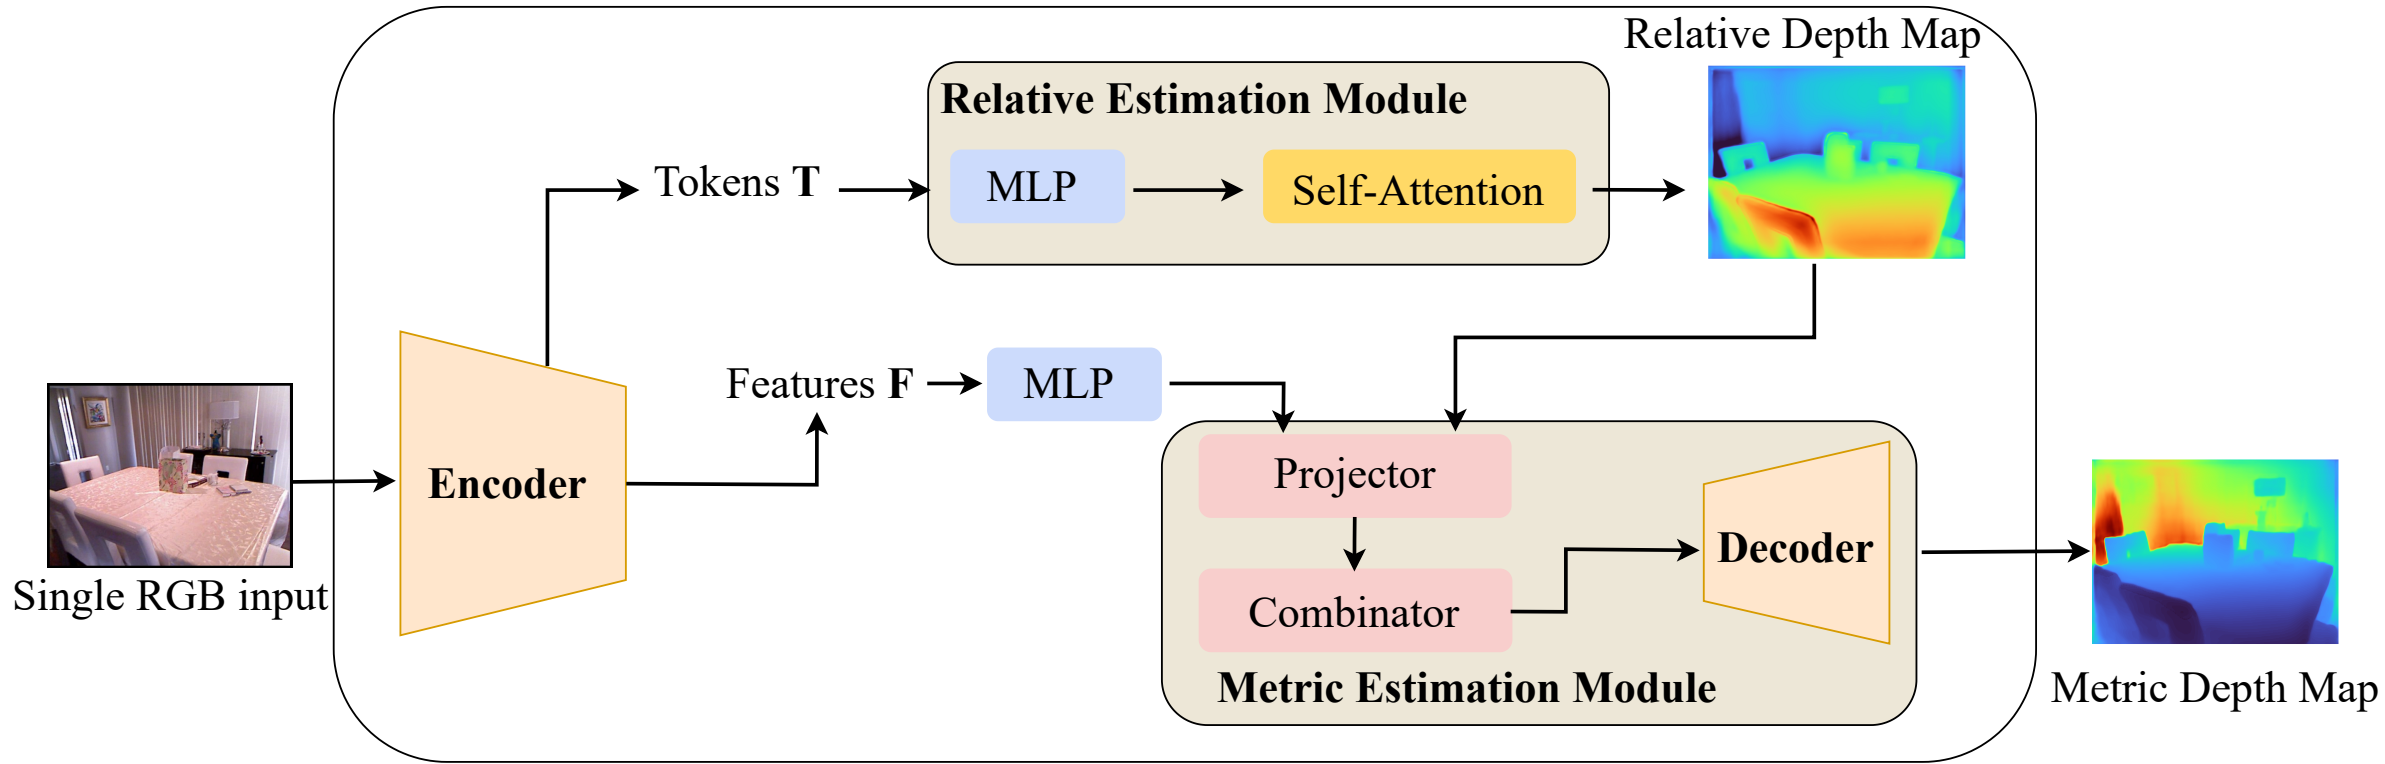 Relative Depth Map
Relative Estimation Module
Tokens T
MLP
Self-Attention
Features F
MLP
Encoder
Single RGB input
Projector
Combinator
Decoder
Metric Estimation Module
Metric Depth Map